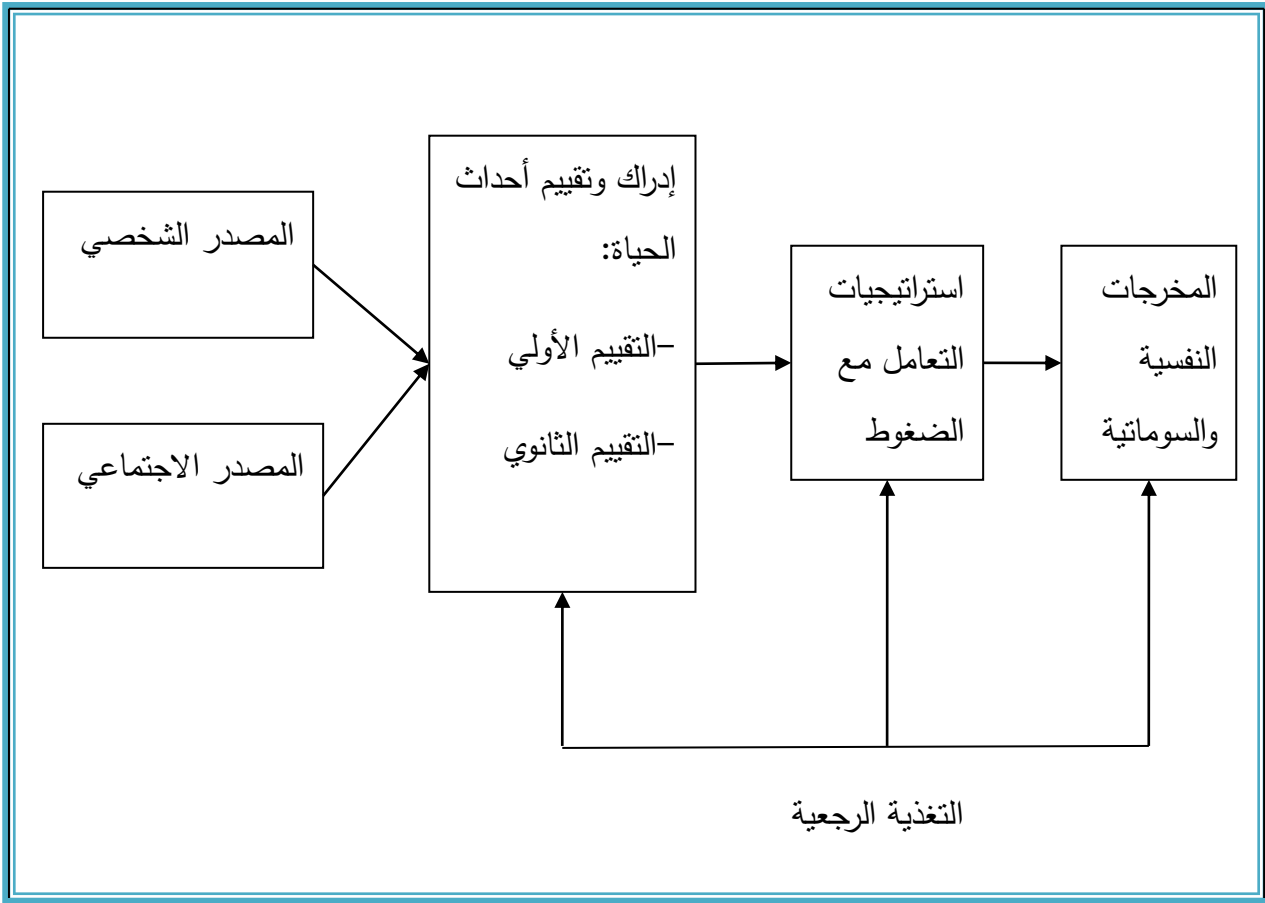 المصدر الشخصي
المصدر الاجتماعي
إدراك وتقييم أحداث
الحياة:
-التقييم الأولي
-التقييم الثانوي
استراتيجيات
التعامل مع
الضغوط
المخرجات
النفسية
والسوماتية
التغذية الرجعية